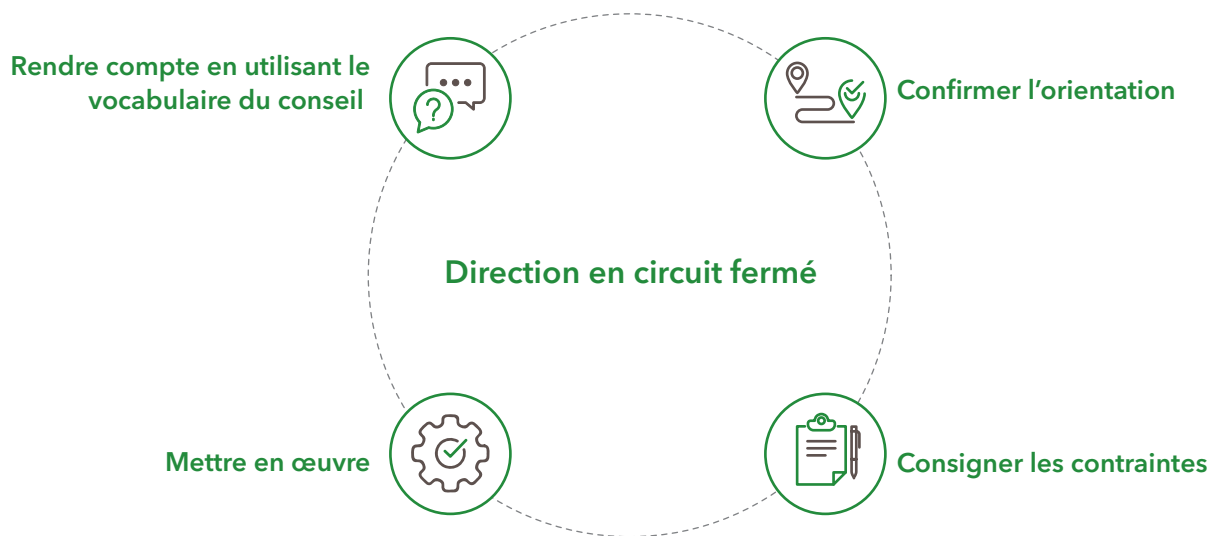 Rendre compte en utilisant le
vocabulaire du conseil
Confirmer l’orientation
Direction en circuit fermé
Mettre en œuvre
Consigner les contraintes